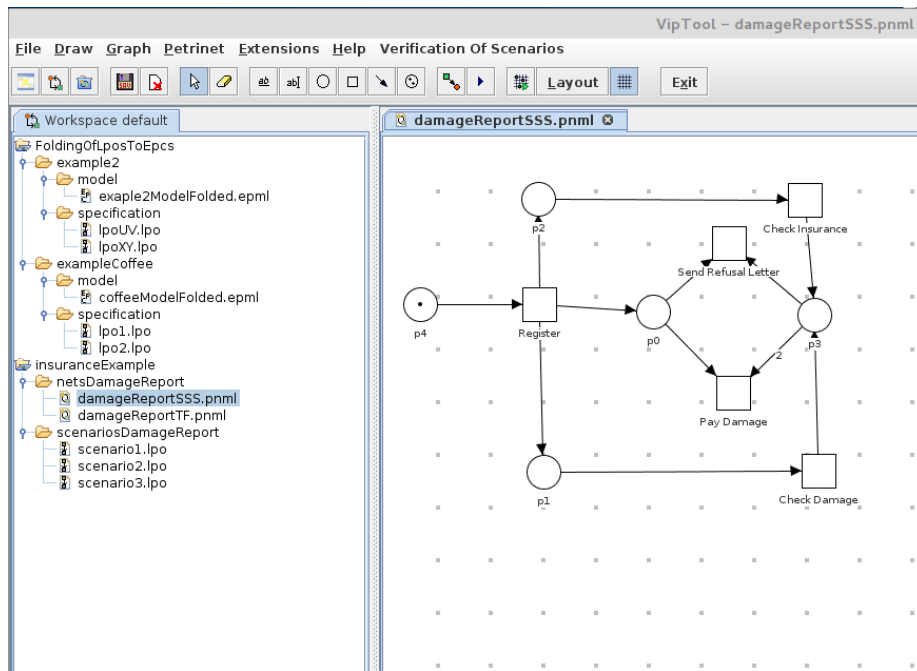 VipTool – damageReportSSS.pnml
File Draw Graph Petrinet Extensions Help Verification Of Scenarios
ab ab| Layout Exit
Workspace default
FoldingOfLposToEpcs
example2
model
exaple2ModelFolded.epml
specification
lpoUV.lpo
lpoXY.lpo
exampleCoffee
model
coffeeModelFolded.epml
specification
lpo1.lpo
lpo2.lpo
insuranceExample
netsDamageReport
damageReportSSS.pnml
damageReportTF.pnml
scenariosDamageReport
scenario1.lpo
scenario2.lpo
scenario3.lpo
damageReportSSS.pnml
p2
Check Insurance
Send Refusal Letter
p4
Register
p0
p3
2
Pay Damage
p1
Check Damage